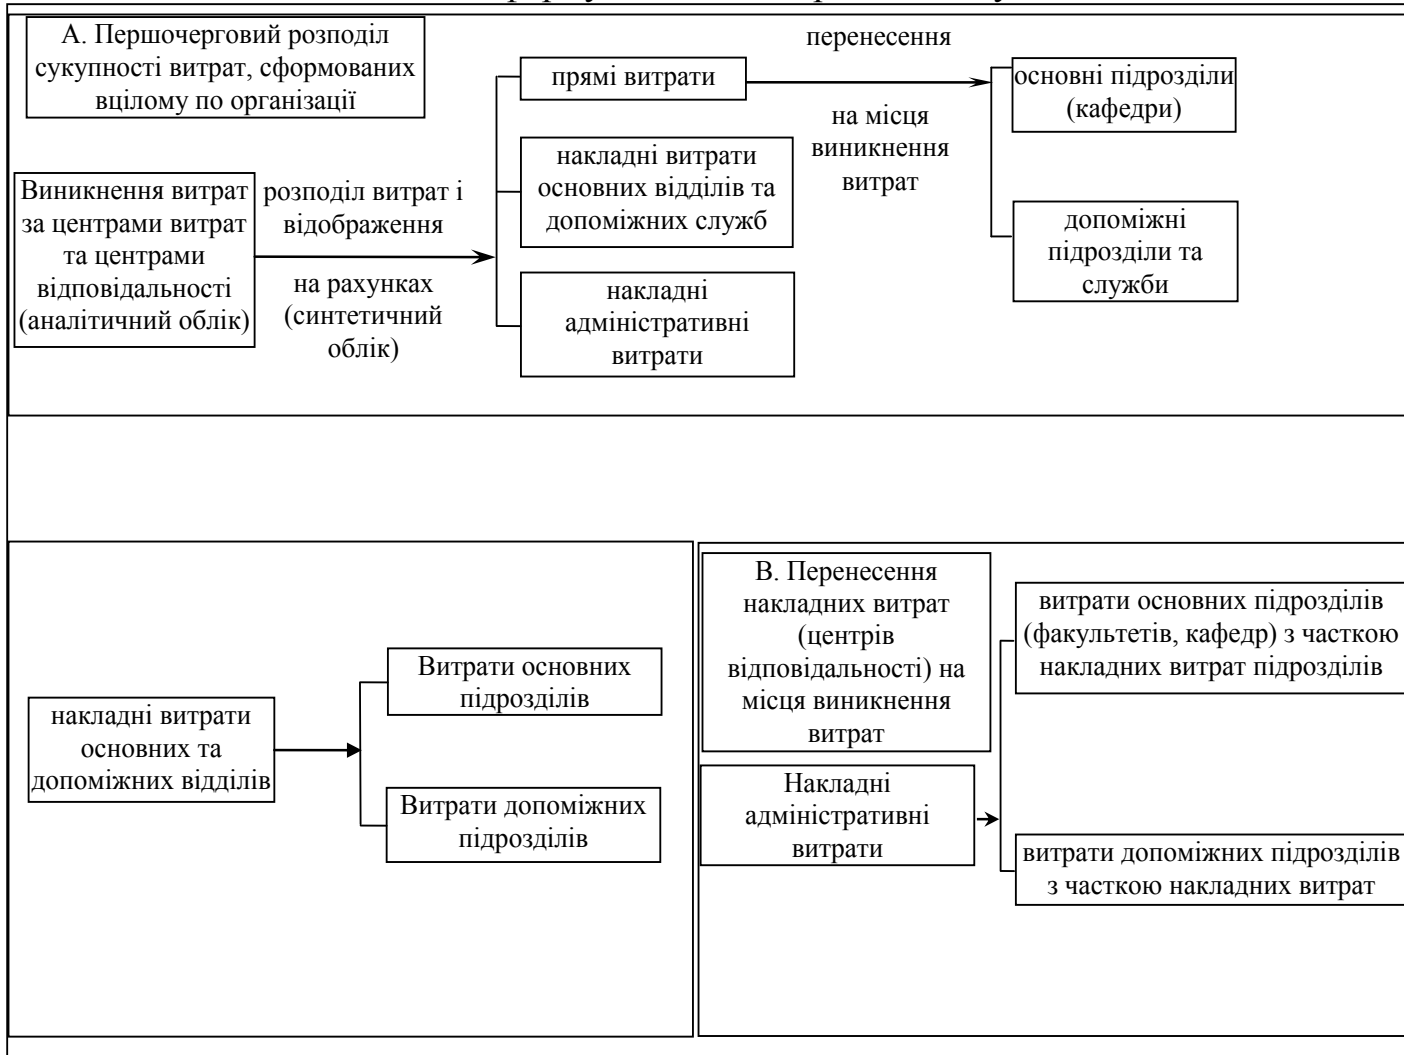 А. Першочерговий розподіл
сукупності витрат, сформованих
вцілому по організації
Виникнення витрат
за центрами витрат
та центрами
відповідальності
(аналітичний облік)
розподіл витрат і
відображення
на рахунках
(синтетичний
облік)
прямі витрати
накладні витрати
основних відділів та
допоміжних служб
накладні
адміністративні
витрати
перенесення
на місця
виникнення
витрат
основні підрозділи
(кафедри)
допоміжні
підрозділи та
служби
накладні витрати
основних та
допоміжних відділів
Витрати основних
підрозділів
Витрати допоміжних
підрозділів
В. Перенесення
накладних витрат
(центрів
відповідальності) на
місця виникнення
витрат
Накладні
адміністративні
витрати
витрати основних підрозділів
(факультетів, кафедр) з часткою
накладних витрат підрозділів
витрати допоміжних підрозділів
з часткою накладних витрат